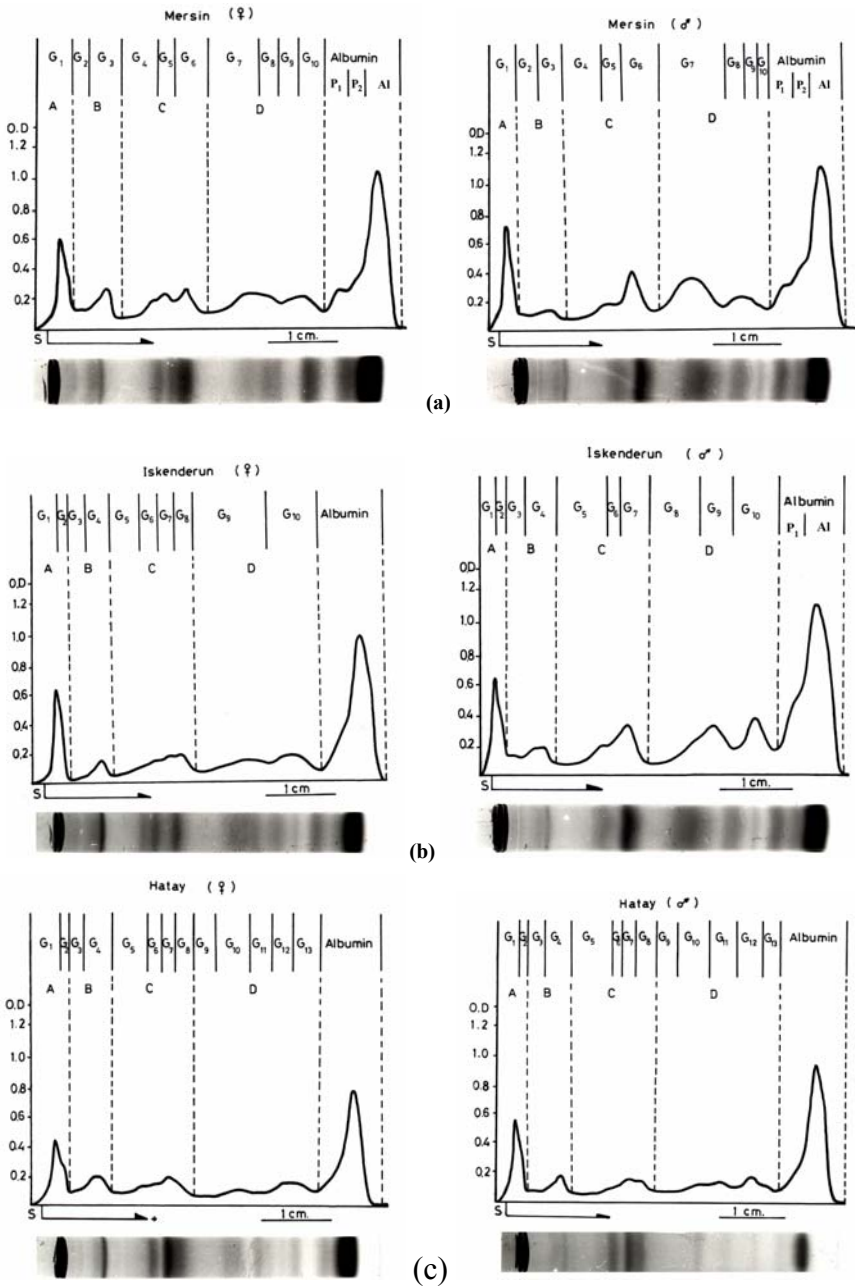 Mersin (♀)
G1 G2 G3 G4 G5 G6 G7 G8 G9 G10 Albumin
P1 P2 Al
A B C D
O.D
1.2
1.0
0.8
0.6
0.4
0.2
S 1 cm.
Mersin (♂)
G1 G2 G3 G4 G5 G6 G7 G8 G9 G10 Albumin
P1 P2 Al
A B C D
O.D
1.2
1.0
0.8
0.6
0.4
0.2
S 1 cm.
(a)
Iskenderun (♀)
G1 G2 G3 G4 G5 G6 G7 G8 G9 G10 Albumin
A B C D
O.D
1.2
1.0
0.8
0.6
0.4
0.2
S 1 cm.
Iskenderun (♂)
G1 G2 G3 G4 G5 G6 G7 G8 G9 G10 Albumin
P1 Al
A B C D
O.D
1.2
1.0
0.8
0.6
0.4
0.2
S 1 cm.
(b)
Hatay (♀)
G1 G2 G3 G4 G5 G6 G7 G8 G9 G10 G11 G12 G13 Albumin
A B C D
O.D
1.2
1.0
0.8
0.6
0.4
0.2
S + 1 cm.
Hatay (♂)
G1 G2 G3 G4 G5 G6 G7 G8 G9 G10 G11 G12 G13 Albumin
A B C D
O.D
1.2
1.0
0.8
0.6
0.4
0.2
S 1 cm.
(c)